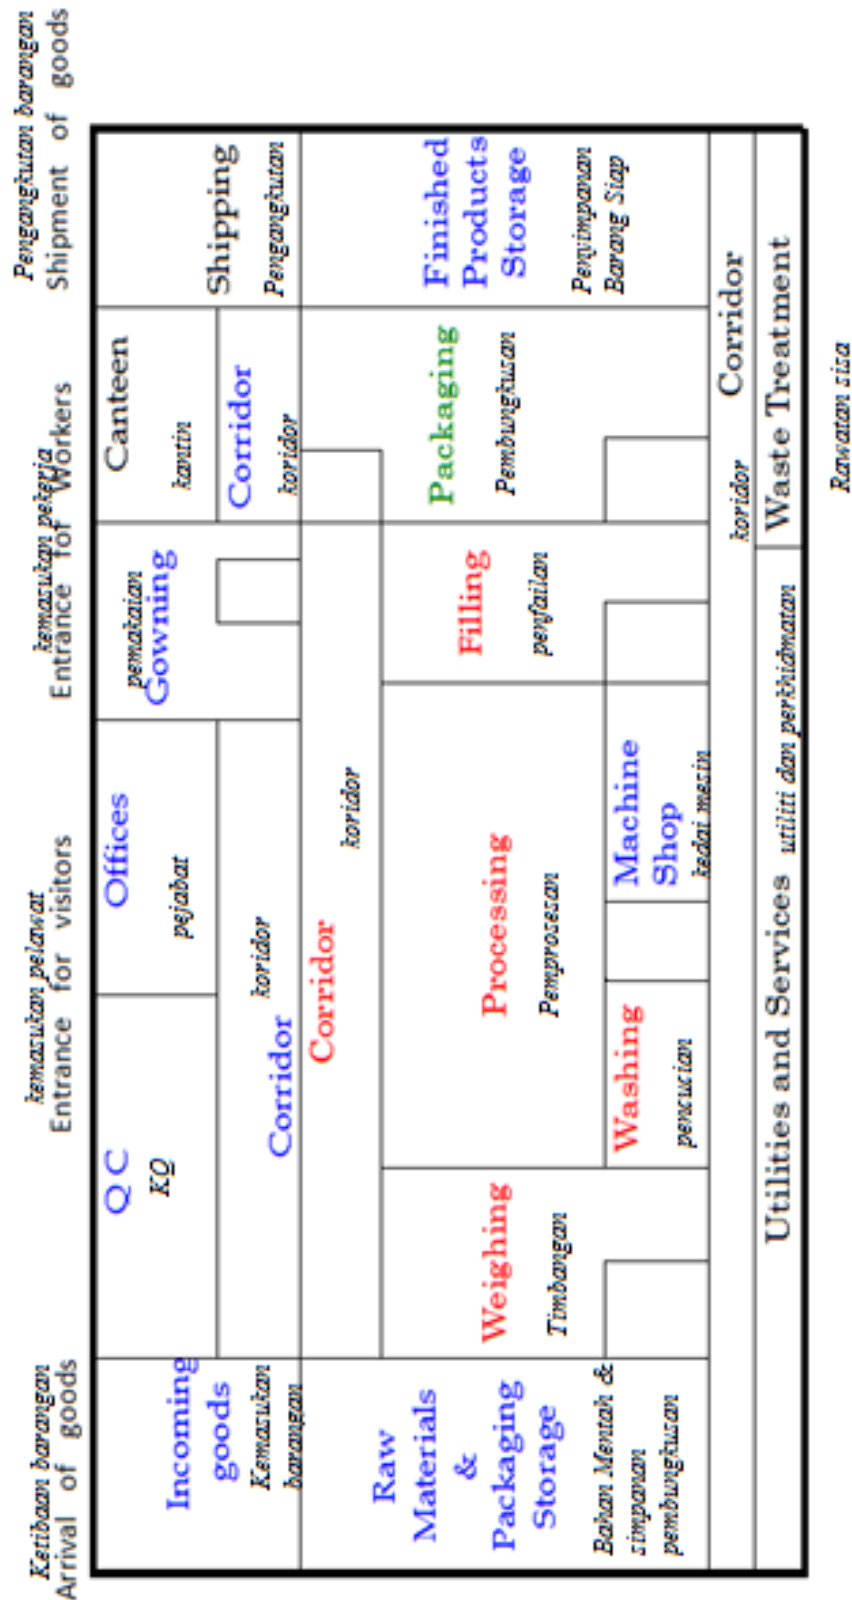 Ketibaan barangan
Arrival of goods
kemasukan pelawat
Entrance for visitors
kemasukan pekerja
Entrance for Workers
Pengangkutan barangan
Shipment of goods
Incoming
goods
Kemasukan
barangan
QC
KQ
Offices
pejabat
pemakaian
Gowning
Canteen
kantin
Shipping
Pengangkutan
Corridor
koridor
Corridor
koridor
Corridor
koridor
Raw
Materials
&
Packaging
Storage
Bahan Mentah &
simpanan
pembungkusan
Weighing
Timbangan
Processing
Pemprosesan
Filling
penfailan
Packaging
Pembungkusan
Finished
Products
Storage
Penyimpanan
Barang Siap
Washing
pencucian
Machine
Shop
kedai mesin
Corridor
koridor
Utilities and Services utiliti dan perkhidmatan
Waste Treatment
Rawatan sisa